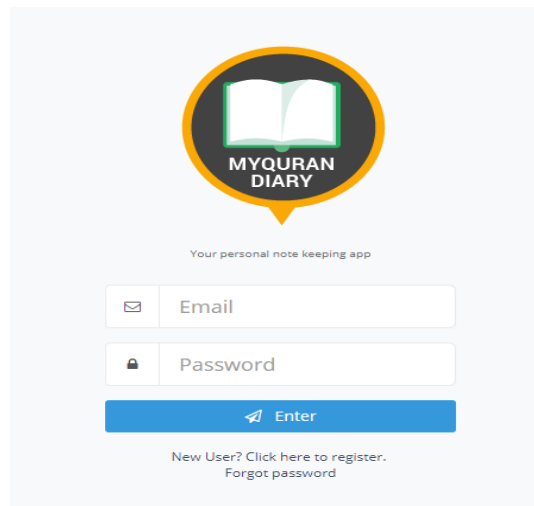 MYQURAN
DIARY
Your personal note keeping app
Email
Password
Enter
New User? Click here to register.
Forgot password